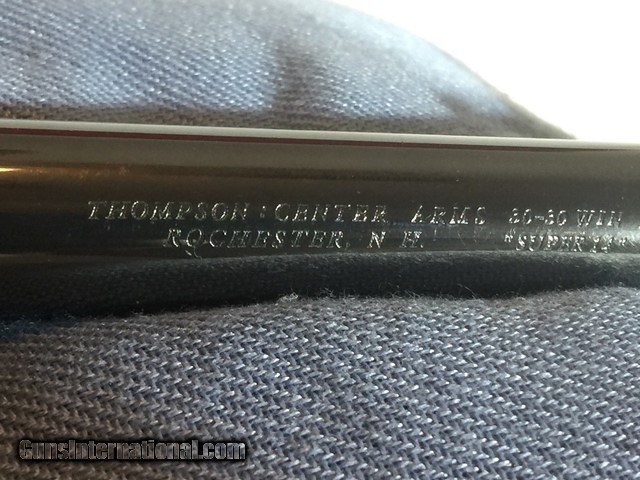 THOMPSON : CENTER ARMS 30-30 WIN
ROCHESTER, N H. "SUPER 14"
GunsInternational.com